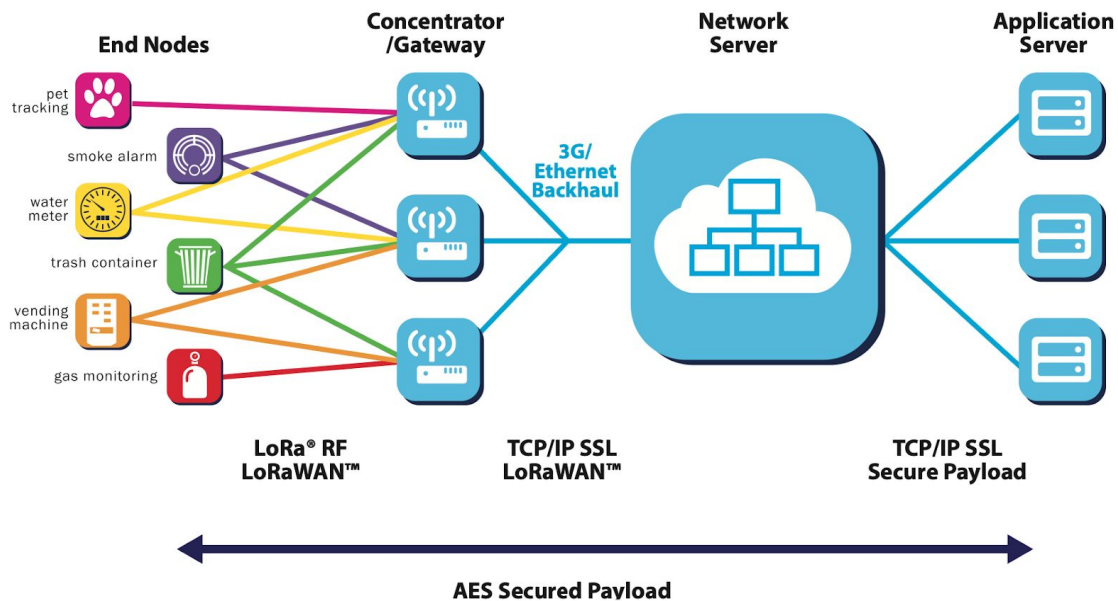 End Nodes
Concentrator
/Gateway
Network
Server
Application
Server
pet
tracking
smoke alarm
water
meter
trash container
vending
machine
gas monitoring
3G/
Ethernet
Backhaul
LoRa® RF
LoRaWAN™
TCP/IP SSL
LoRaWAN™
TCP/IP SSL
Secure Payload
AES Secured Payload